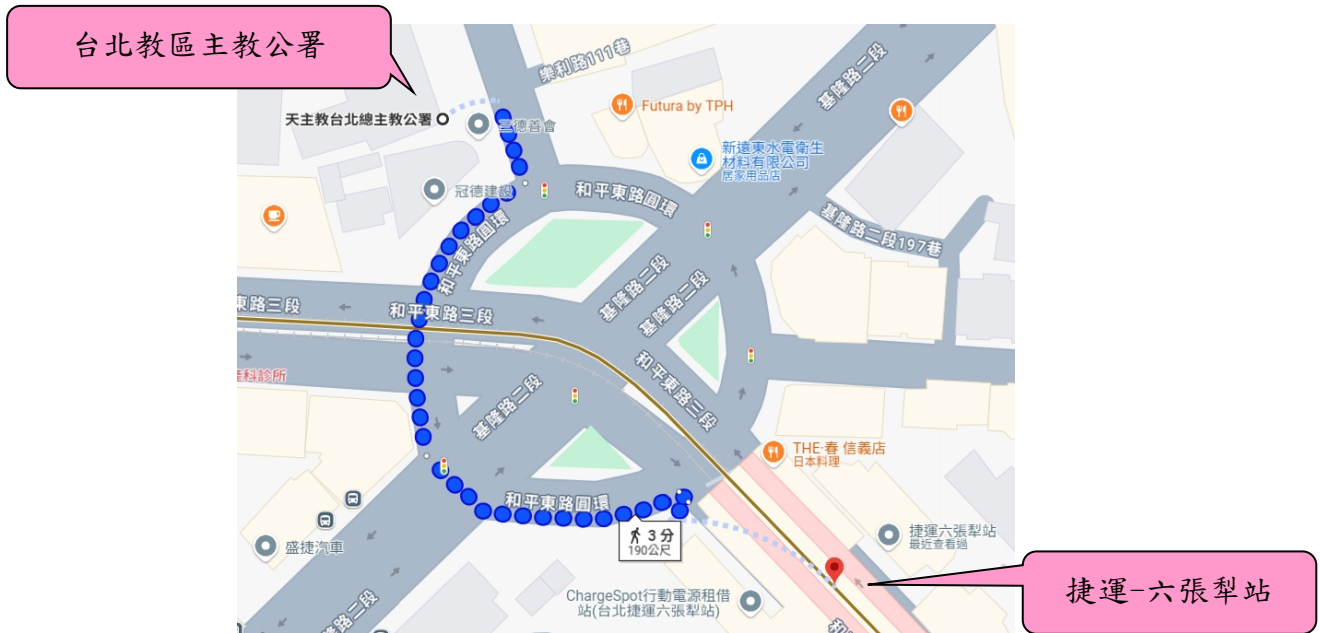 台北教區主教公署
樂利路111巷
基隆路二段
Futura by TPH
天主教台北總主教公署
三德善會
新遠東水電衛生
材料有限公司
居家用品店
冠德建設
和平東路圓環
和平東路圓環
基隆路二段197巷
基隆路二段
基隆路二段
東路三段
和平東路三段
和平東路三段
產科診所
基隆路二段
THE·春 信義店
日本料理
和平東路圓環
3 分
190公尺
盛捷汽車
捷運六張犁站
最近查看過
ChargeSpot行動電源租借
站(台北捷運六張犁站)
捷運-六張犁站
路二段